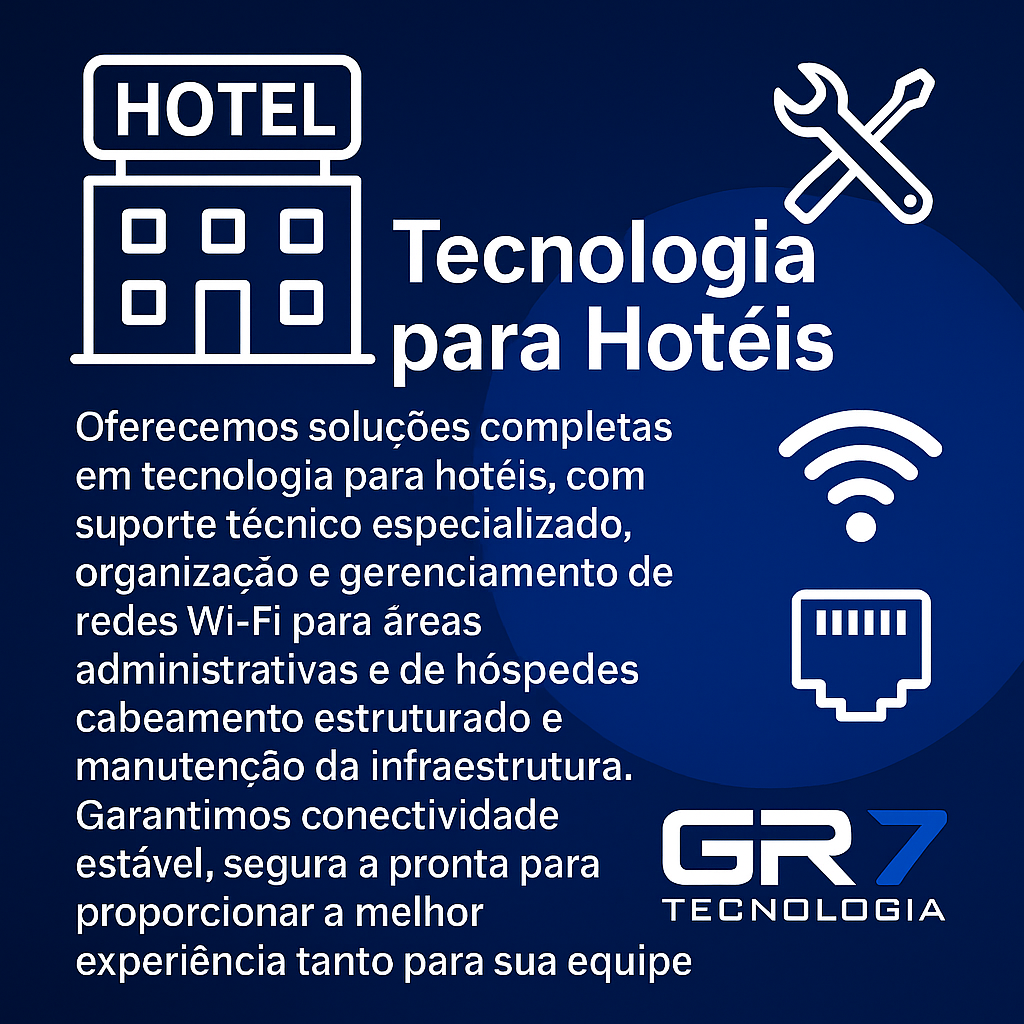 HOTEL
Tecnologia
para Hotéis
Oferecemos soluções completas
em tecnologia para hotéis, com
suporte técnico especializado,
organização e gerenciamento de
redes Wi-Fi para áreas
administrativas e de hóspedes
cabeamento estruturado e
manutenção da infraestrutura.
Garantimos conectividade
estável, segura a pronta para
proporcionar a melhor
experiência tanto para sua equipe
GR7
TECNOLOGIA